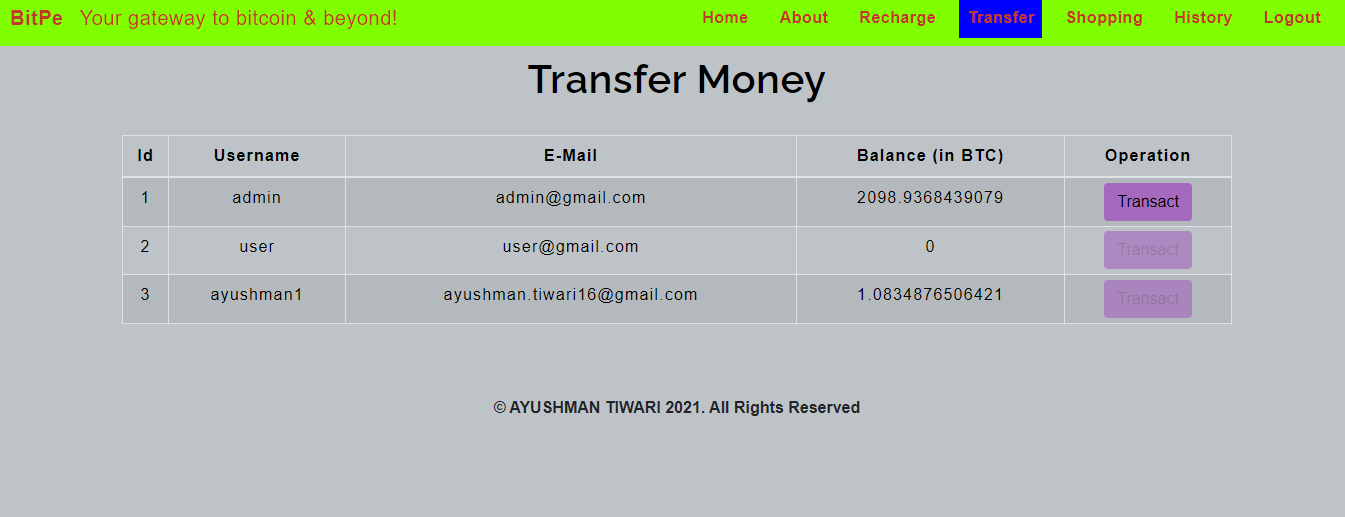 BitPe Your gateway to bitcoin & beyond! Home About Recharge Transfer Shopping History Logout
Transfer Money
Id Username E-Mail Balance (in BTC) Operation
1 admin admin@gmail.com 2098.9368439079 Transact
2 user user@gmail.com 0 Transact
3 ayushman1 ayushman.tiwari16@gmail.com 1.0834876506421 Transact
© AYUSHMAN TIWARI 2021. All Rights Reserved